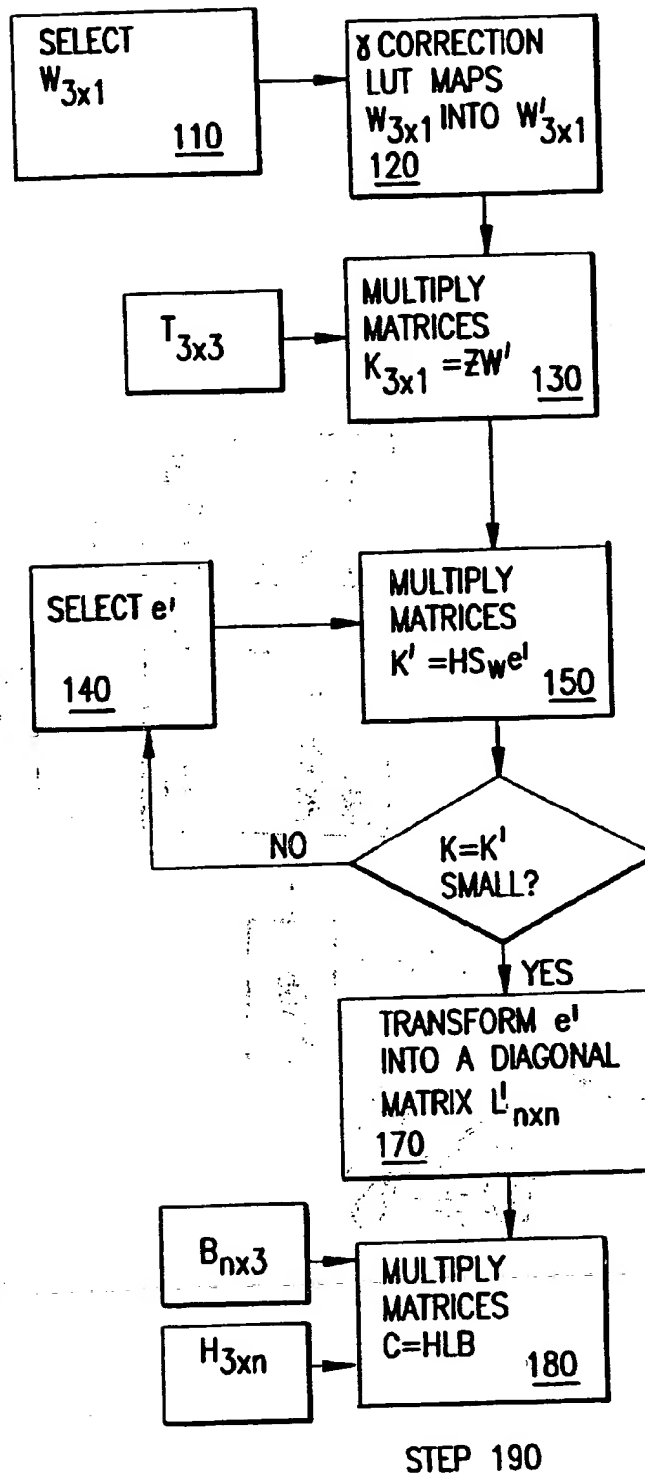 SELECT
W3x1
110
γ CORRECTION
LUT MAPS
W3x1 INTO W'3x1
120
T3x3
MULTIPLY
MATRICES
K3x1 = ZW'
130
SELECT e'
140
MULTIPLY
MATRICES
K' =HSWe'
150
NO
K=K'
SMALL?
YES
TRANSFORM e'
INTO A DIAGONAL
MATRIX L'nxn
170
Bnx3
H3xn
MULTIPLY
MATRICES
C=HLB
180
STEP 190